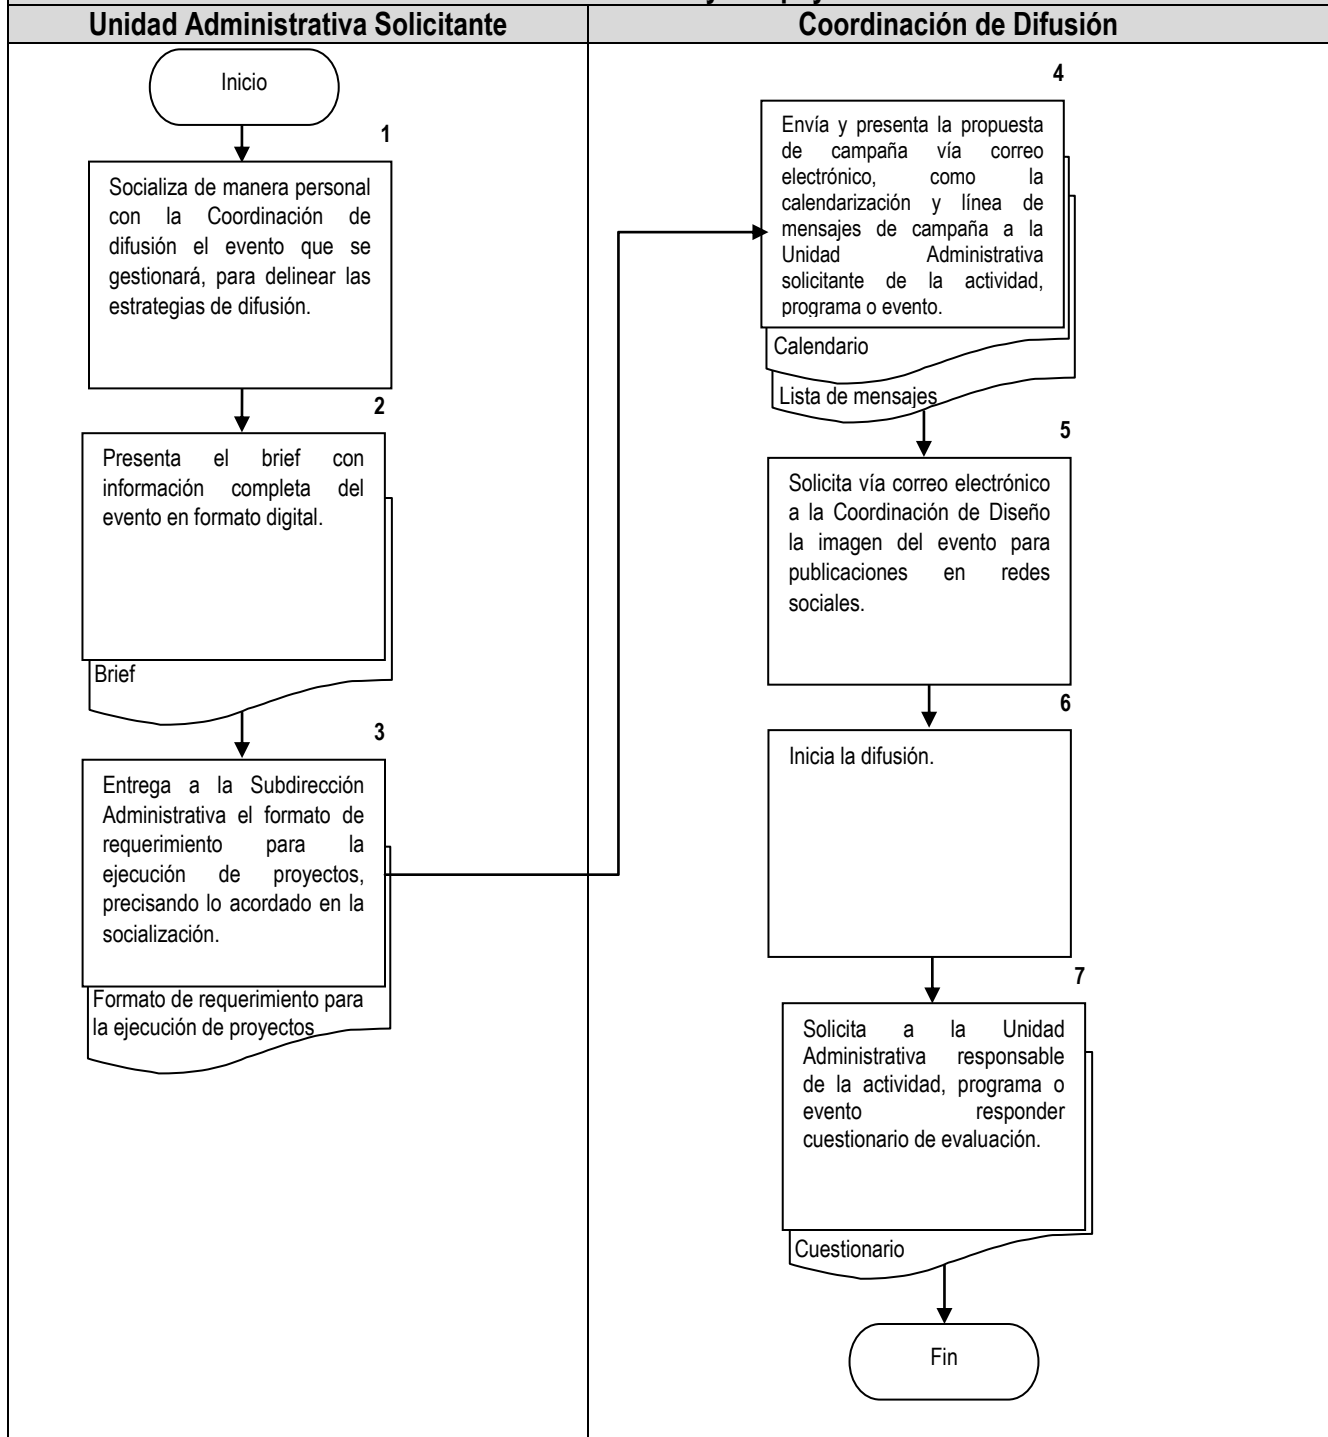 Unidad Administrativa Solicitante
Coordinación de Difusión
Inicio
1
Socializa de manera personal
con la Coordinación de
difusión el evento que se
gestionará, para delinear las
estrategias de difusión.
2
Presenta el brief con
información completa del
evento en formato digital.
Brief
3
Entrega a la Subdirección
Administrativa el formato de
requerimiento para la
ejecución de proyectos,
precisando lo acordado en la
socialización.
Formato de requerimiento para
la ejecución de proyectos
4
Envía y presenta la propuesta
de campaña vía correo
electrónico, como la
calendarización y línea de
mensajes de campaña a la
Unidad Administrativa
solicitante de la actividad,
programa o evento.
Calendario
Lista de mensajes
5
Solicita vía correo electrónico
a la Coordinación de Diseño
la imagen del evento para
publicaciones en redes
sociales.
6
Inicia la difusión.
7
Solicita a la Unidad
Administrativa responsable
de la actividad, programa o
evento responder
cuestionario de evaluación.
Cuestionario
Fin